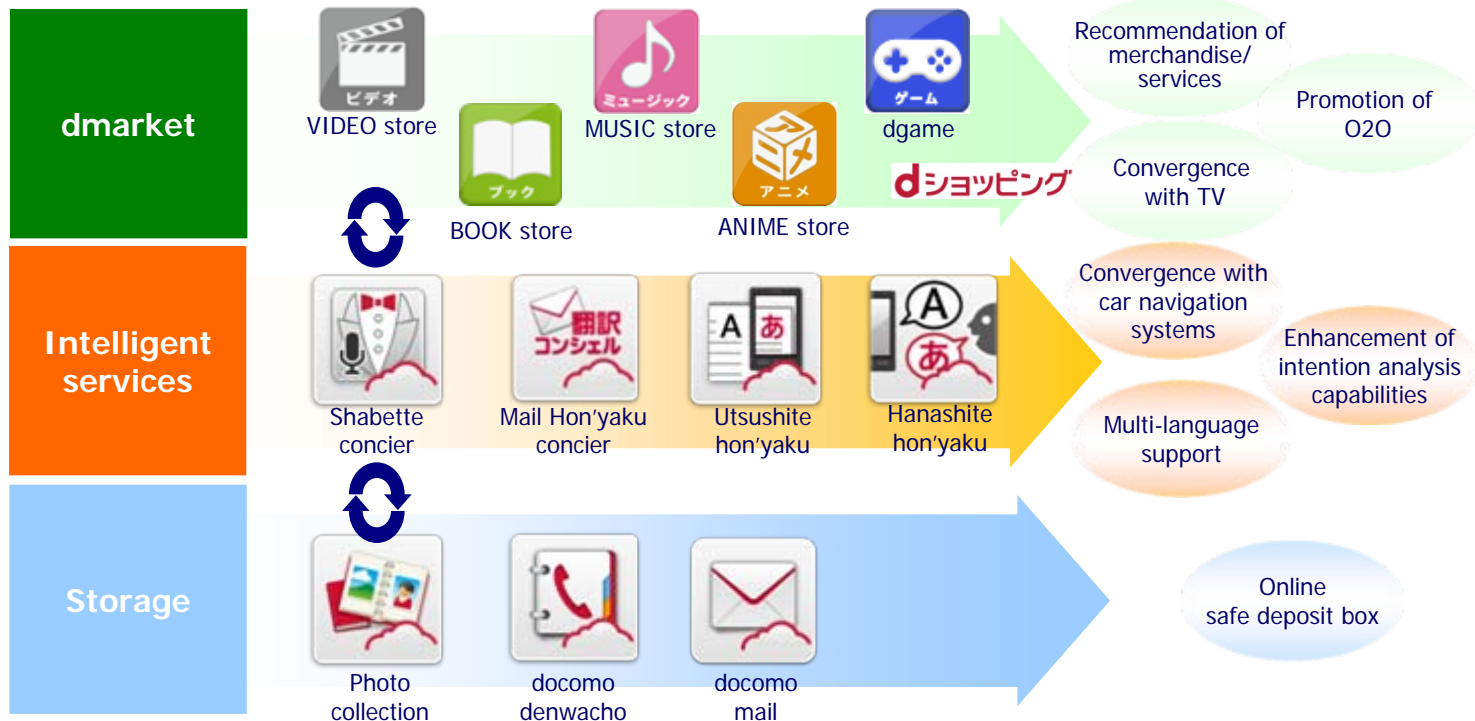 dmarket
ビデオ
VIDEO store
ブック
BOOK store
ミュージック
MUSIC store
アニメ
ANIME store
ゲーム
dgame
dショッピング
Recommendation of
merchandise/
services
Promotion of
O2O
Convergence
with TV
Intelligent
services
Shabette
concier
翻訳
コンシェル
Mail Hon’yaku
concier
A
あ
Utsushite
hon’yaku
A
あ
Hanashite
hon’yaku
Convergence with
car navigation
systems
Enhancement of
intention analysis
capabilities
Multi-language
support
Storage
Photo
collection
docomo
denwacho
docomo
mail
Online
safe deposit box